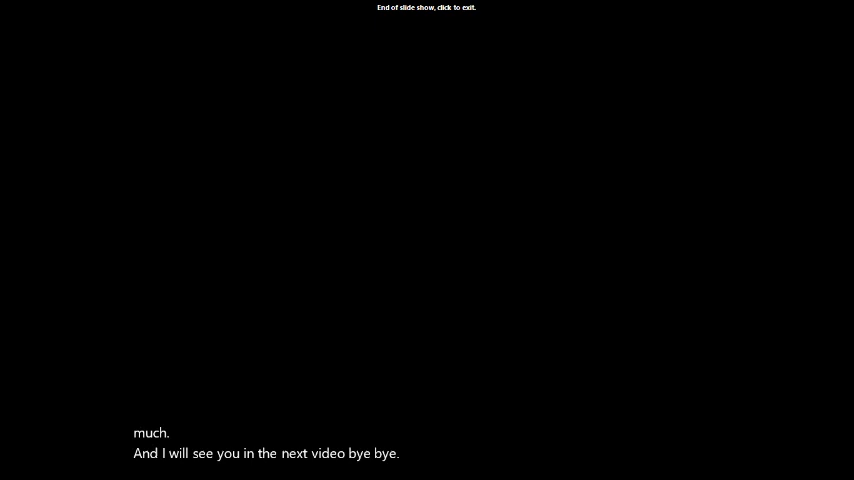 End of slide show, click to exit.
much.
And I will see you in the next video bye bye.